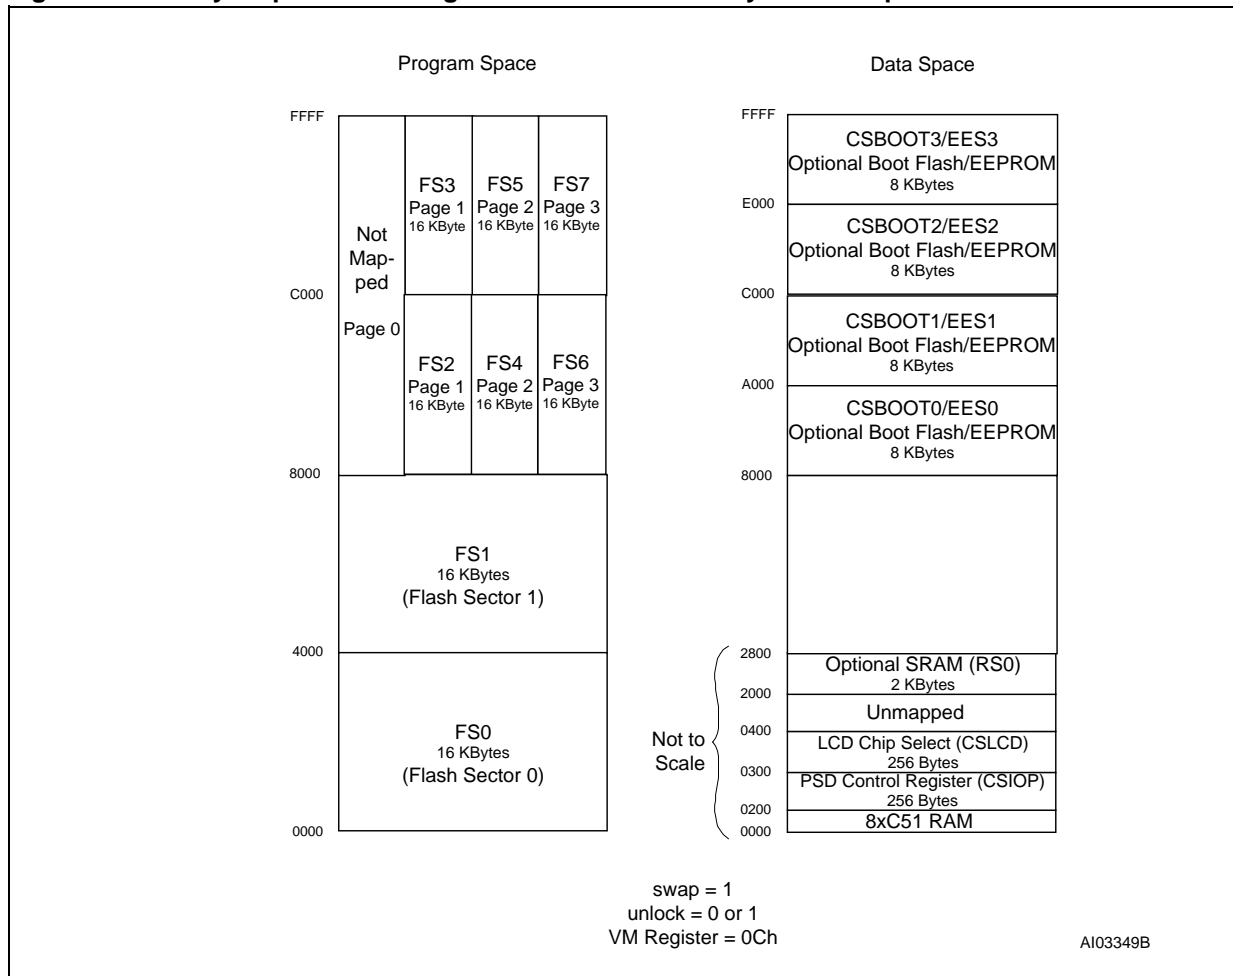 Program Space
Data Space
FFFF
Not
Map-
ped
Page 0
FS3
Page 1
16 KByte
FS5
Page 2
16 KByte
FS7
Page 3
16 KByte
C000
FS2
Page 1
16 KByte
FS4
Page 2
16 KByte
FS6
Page 3
16 KByte
8000
FS1
16 KBytes
(Flash Sector 1)
4000
FS0
16 KBytes
(Flash Sector 0)
0000
FFFF
CSBOOT3/EES3
Optional Boot Flash/EEPROM
8 KBytes
E000
CSBOOT2/EES2
Optional Boot Flash/EEPROM
8 KBytes
C000
CSBOOT1/EES1
Optional Boot Flash/EEPROM
8 KBytes
A000
CSBOOT0/EES0
Optional Boot Flash/EEPROM
8 KBytes
8000
2800
Optional SRAM (RS0)
2 KBytes
2000
Unmapped
0400
Not to
Scale
LCD Chip Select (CSLCD)
256 Bytes
0300
PSD Control Register (CSIOP)
256 Bytes
0200
8xC51 RAM
0000
swap = 1
unlock = 0 or 1
VM Register = 0Ch
AI03349B